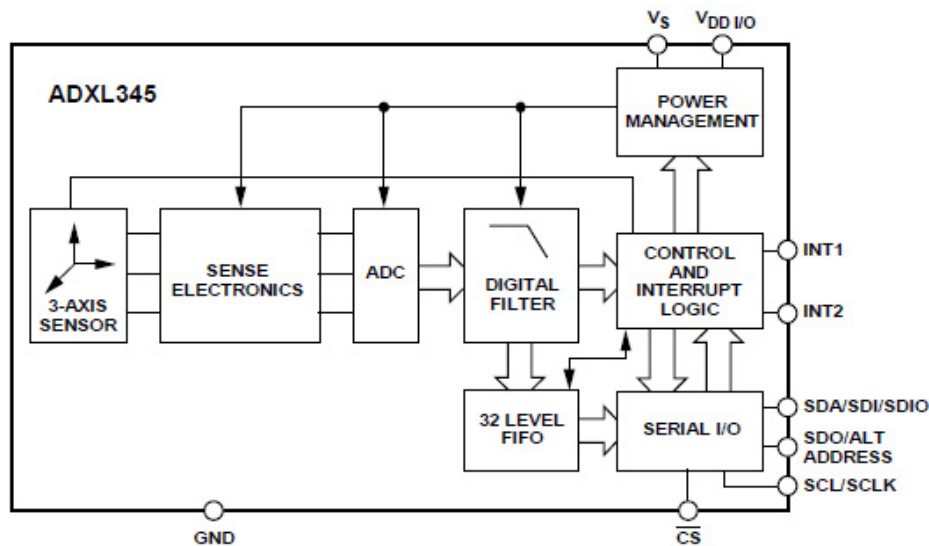 VS
VDD I/O
ADXL345
POWER
MANAGEMENT
3-AXIS
SENSOR
SENSE
ELECTRONICS
ADC
DIGITAL
FILTER
CONTROL
AND
INTERRUPT
LOGIC
INT1
INT2
32 LEVEL
FIFO
SERIAL I/O
SDA/SDI/SDIO
SDO/ALT
ADDRESS
SCL/SCLK
GND
CS